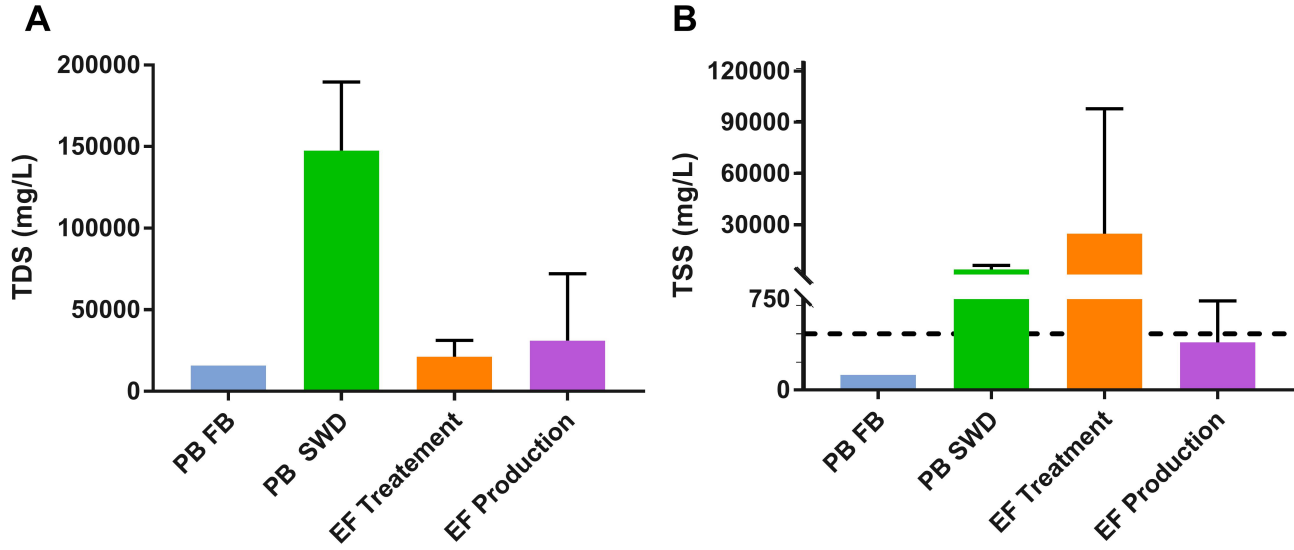 A
TDS (mg/L)
200000
150000
100000
50000
0
PB FB
PB  SWD
EF Treatement
EF Production
B
TSS (mg/L)
120000
90000
60000
30000
750
0
PB FB
PB SWD
EF Treatment
EF Production